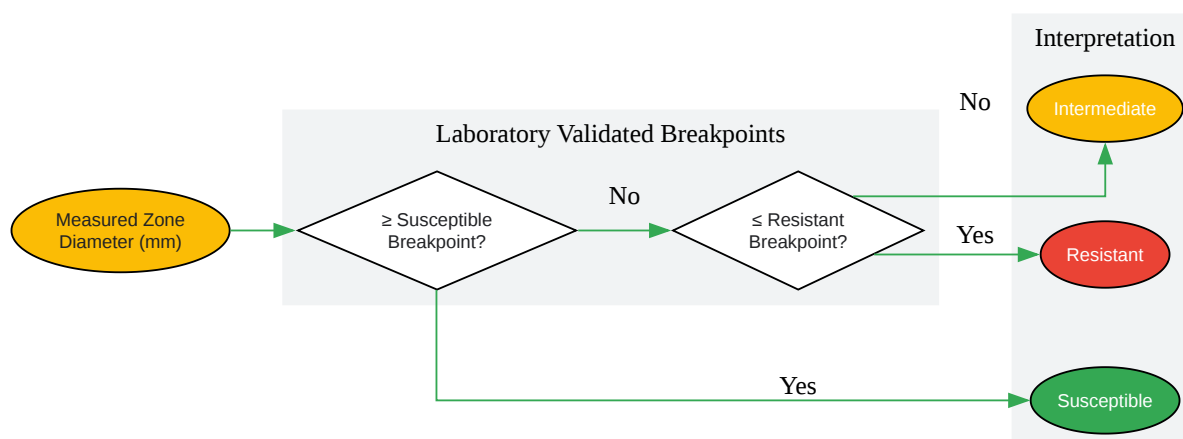 Interpretation
No
Intermediate
Laboratory Validated Breakpoints
Measured Zone
Diameter (mm)
≥ Susceptible
Breakpoint?
No
≤ Resistant
Breakpoint?
Yes
Resistant
Yes
Susceptible